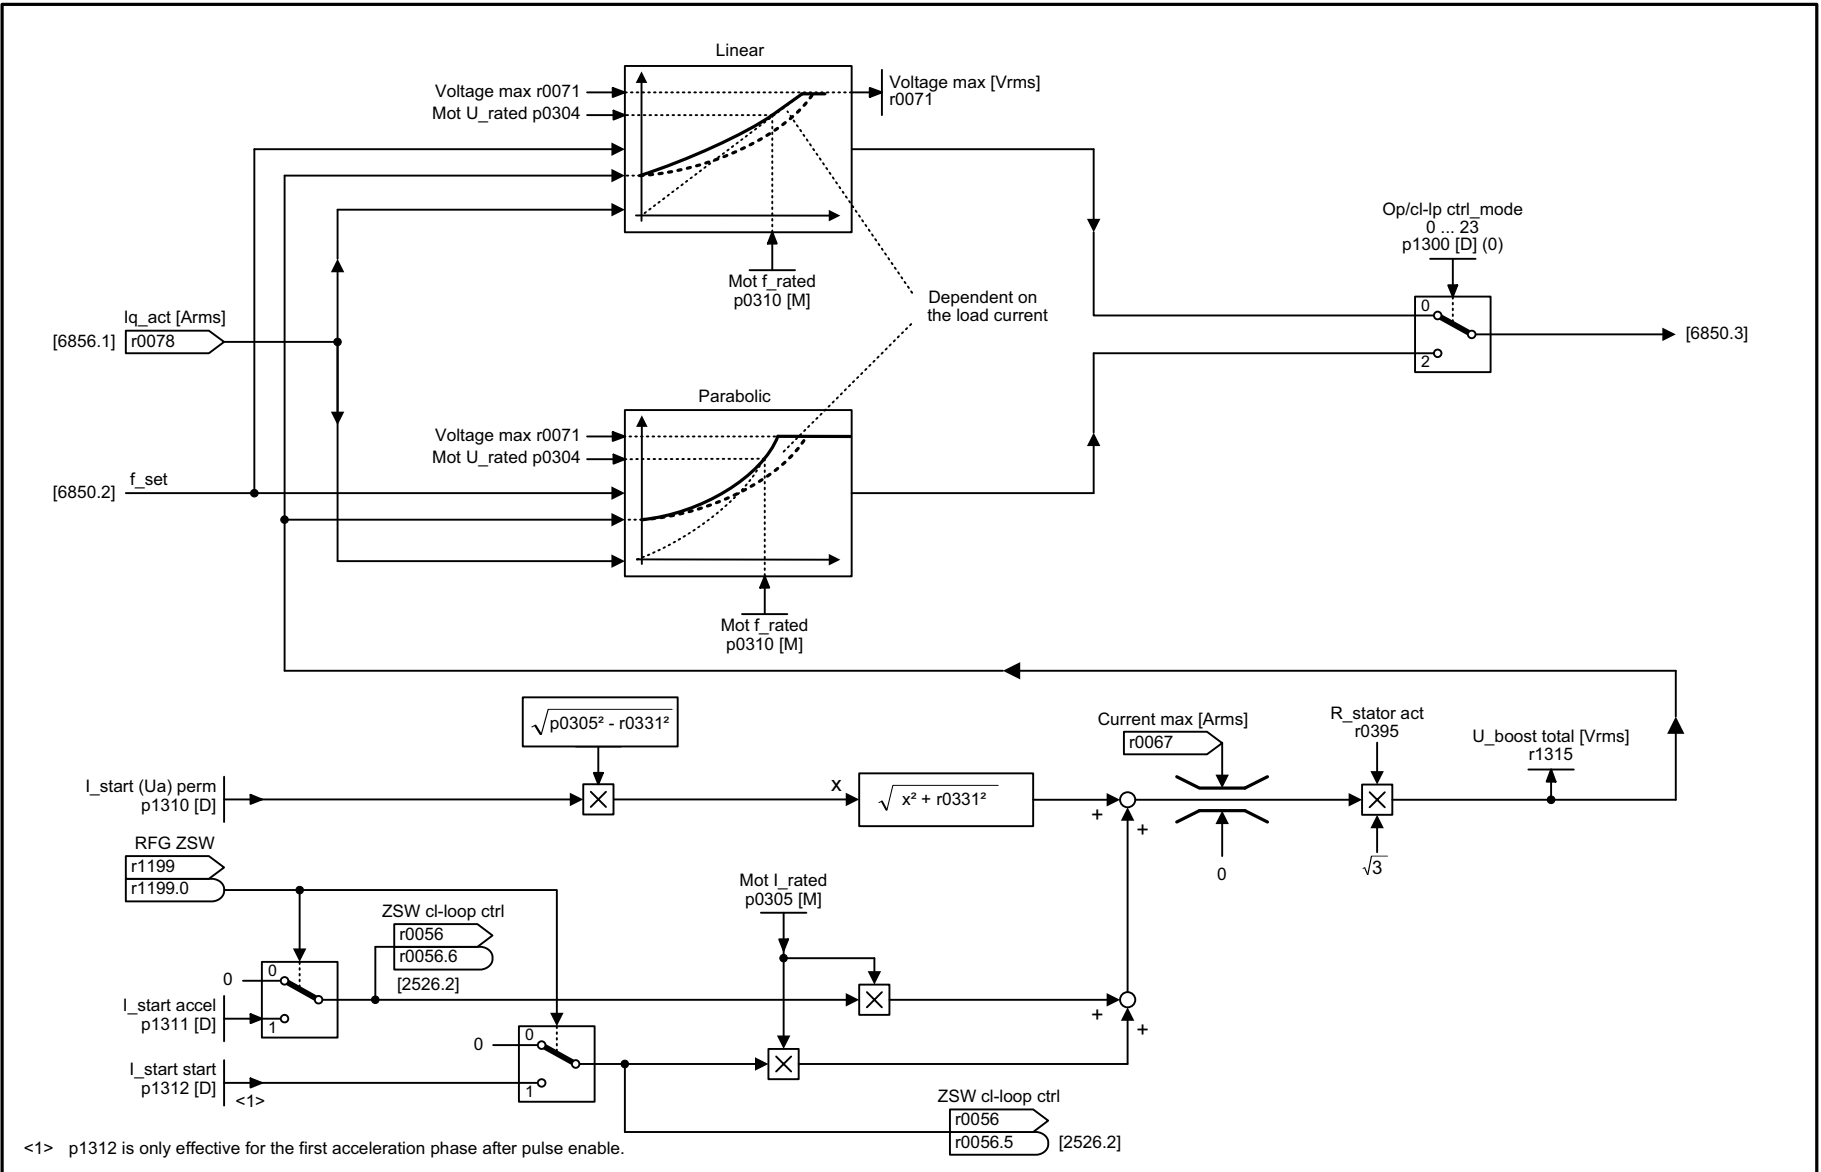 Linear
Voltage max r0071
Mot U_rated p0304
Voltage max [Vrms]
r0071
Mot f_rated
p0310 [M]
Op/cl-lp ctrl_mode
0 ... 23
p1300 [D] (0)
0
2
[6850.3]
Dependent on
the load current
Iq_act [Arms]
[6856.1]
r0078
Parabolic
Voltage max r0071
Mot U_rated p0304
[6850.2]
f_set
Mot f_rated
p0310 [M]
√p0305² - r0331²
I_start (Ua) perm
p1310 [D]
x
√x² + r0331²
+
+
Current max [Arms]
r0067
0
R_stator act
r0395
√3
U_boost total [Vrms]
r1315
RFG ZSW
r1199
r1199.0
ZSW cl-loop ctrl
r0056
r0056.6
[2526.2]
Mot I_rated
p0305 [M]
0
0
1
I_start accel
p1311 [D]
+
+
0
0
1
I_start start
p1312 [D]
<1>
ZSW cl-loop ctrl
r0056
r0056.5
[2526.2]
<1> p1312 is only effective for the first acceleration phase after pulse enable.